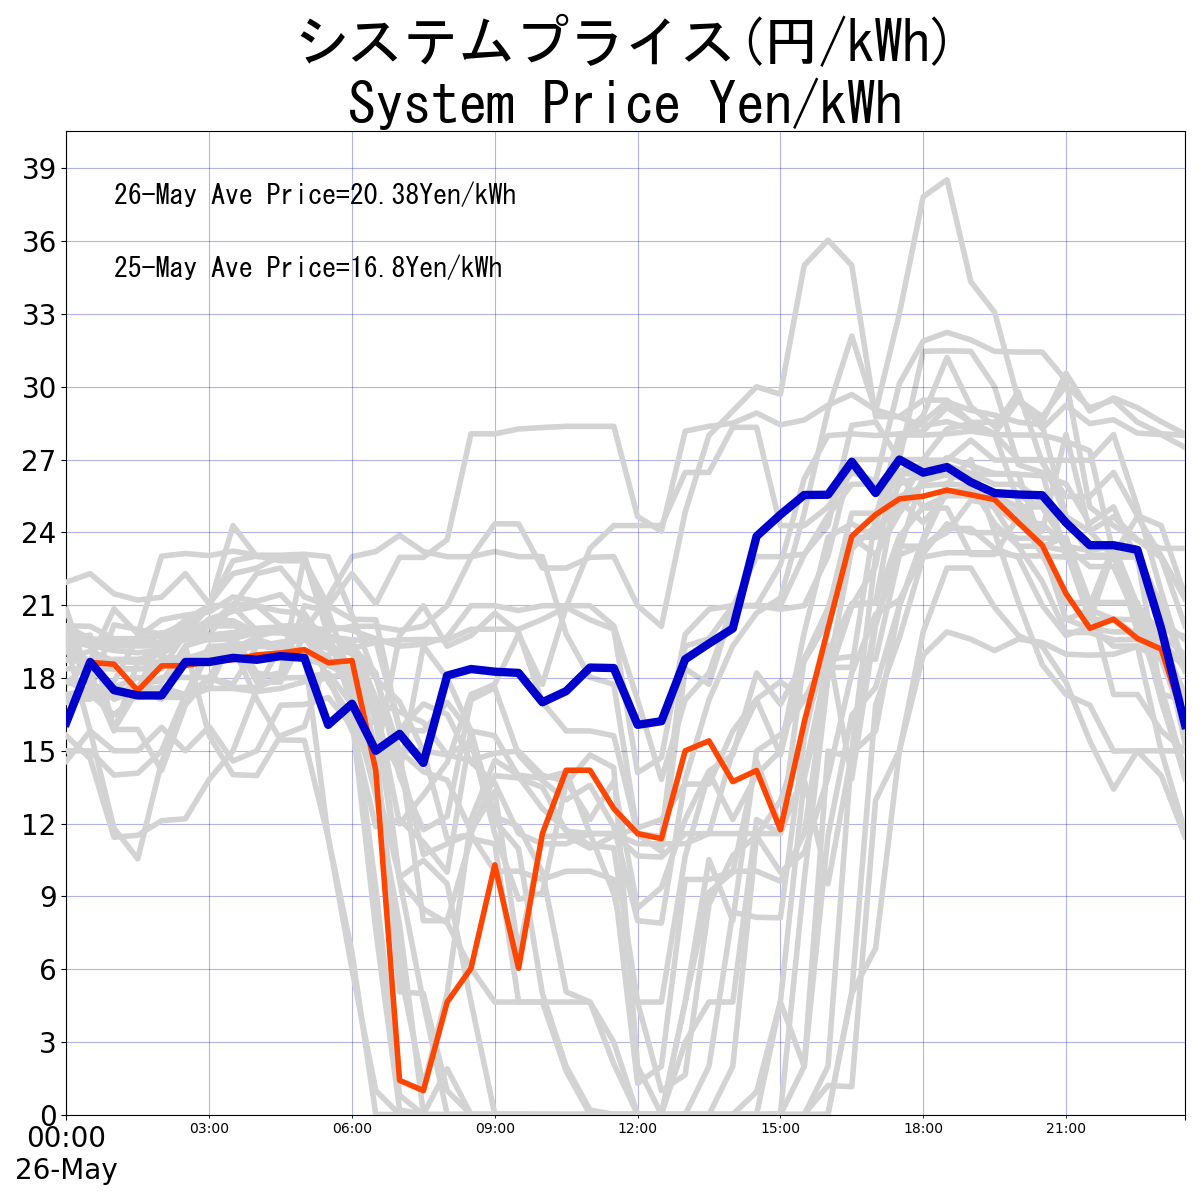 システムプライス(円/kWh)
System Price Yen/kWh
39
26-May Ave Price=20.38Yen/kWh
36
25-May Ave Price=16.8Yen/kWh
33
30
27
24
21
18
15
12
9
6
3
0
00:00 03:00 06:00 09:00 12:00 15:00 18:00 21:00
26-May